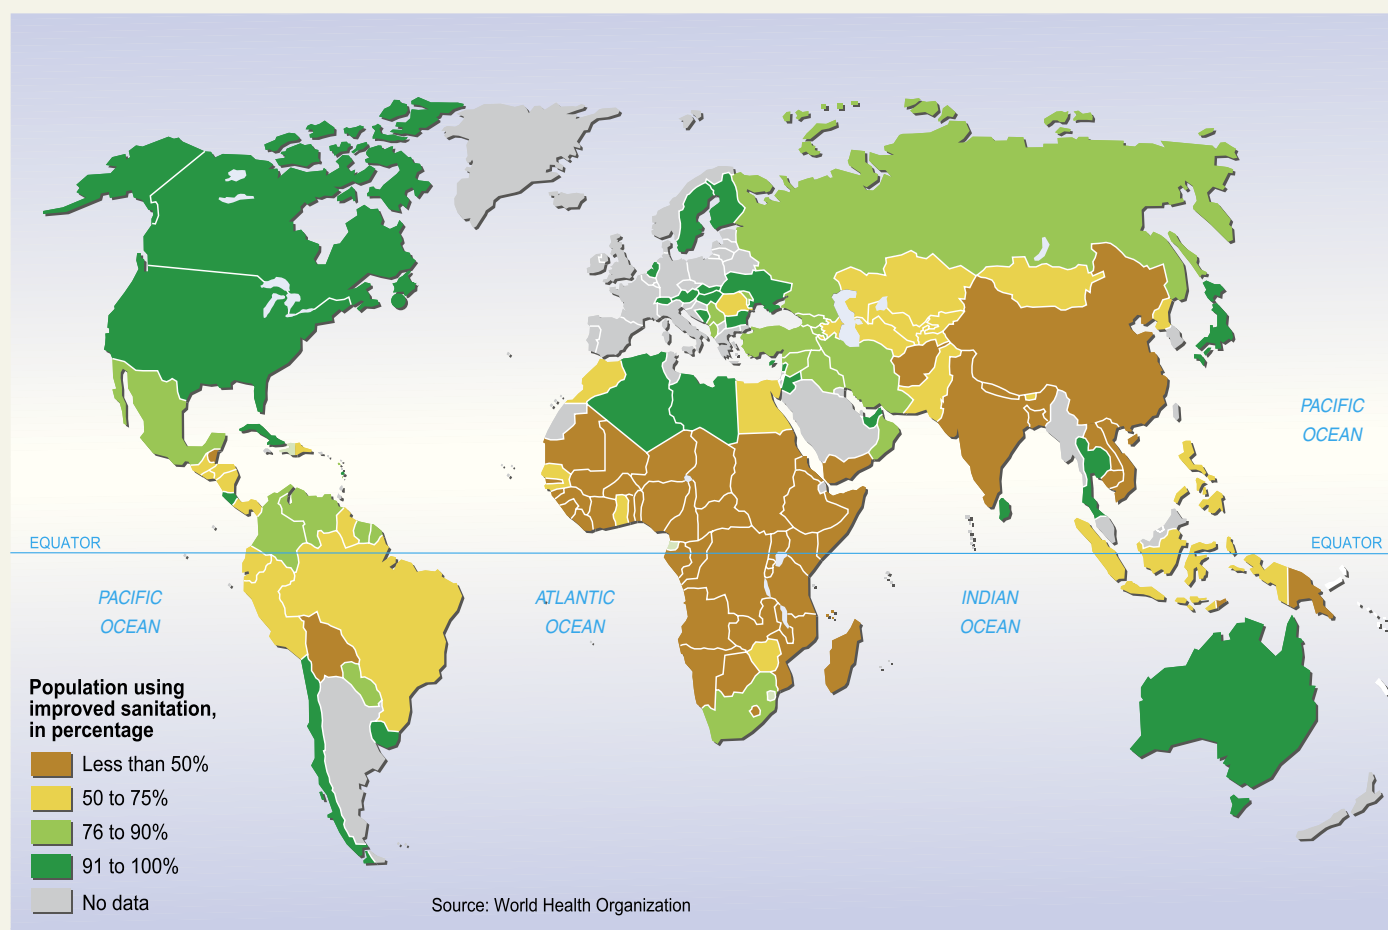 PACIFIC
OCEAN
EQUATOR
EQUATOR
PACIFIC
OCEAN
ATLANTIC
OCEAN
INDIAN
OCEAN
Population using
improved sanitation,
in percentage
Less than 50%
50 to 75%
76 to 90%
91 to 100%
No data
Source: World Health Organization